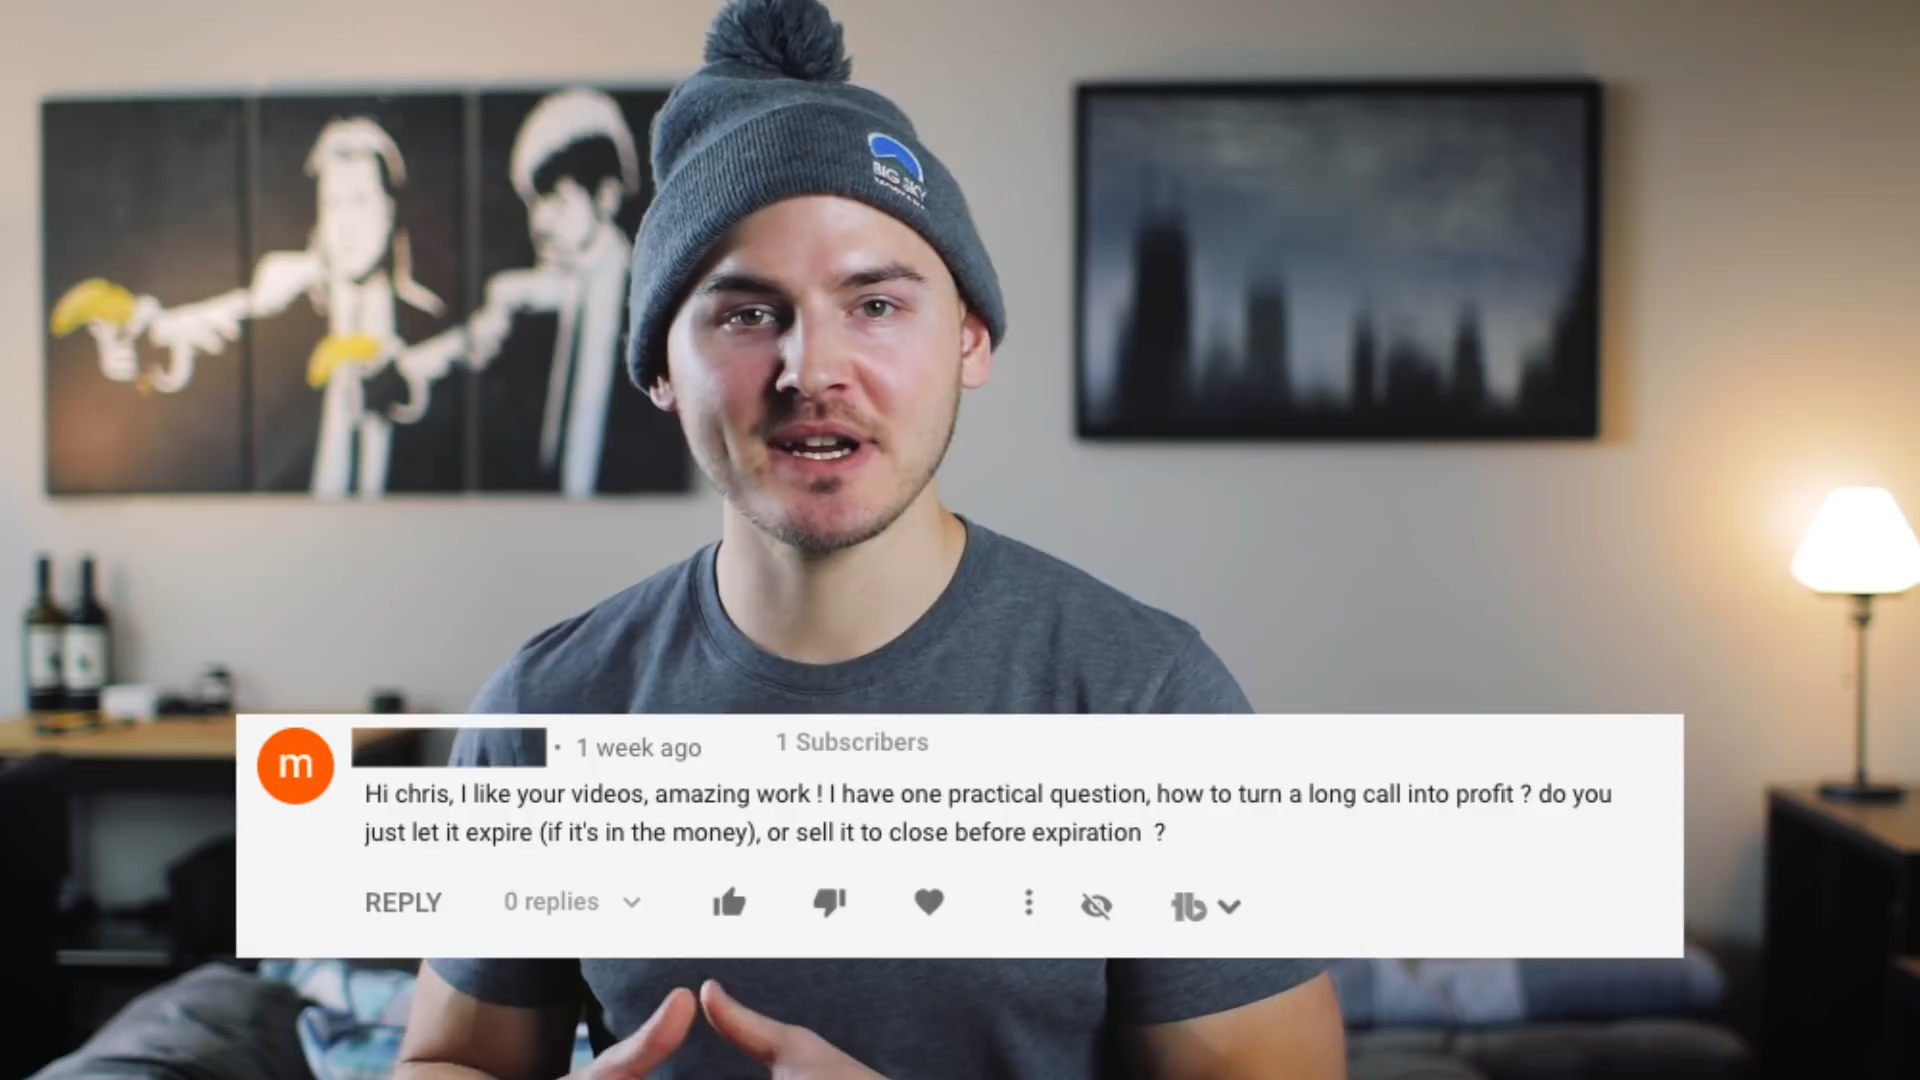 BIG SKY
m
• 1 week ago 1 Subscribers
Hi chris, I like your videos, amazing work ! I have one practical question, how to turn a long call into profit ? do you
just let it expire (if it's in the money), or sell it to close before expiration ?
REPLY 0 replies